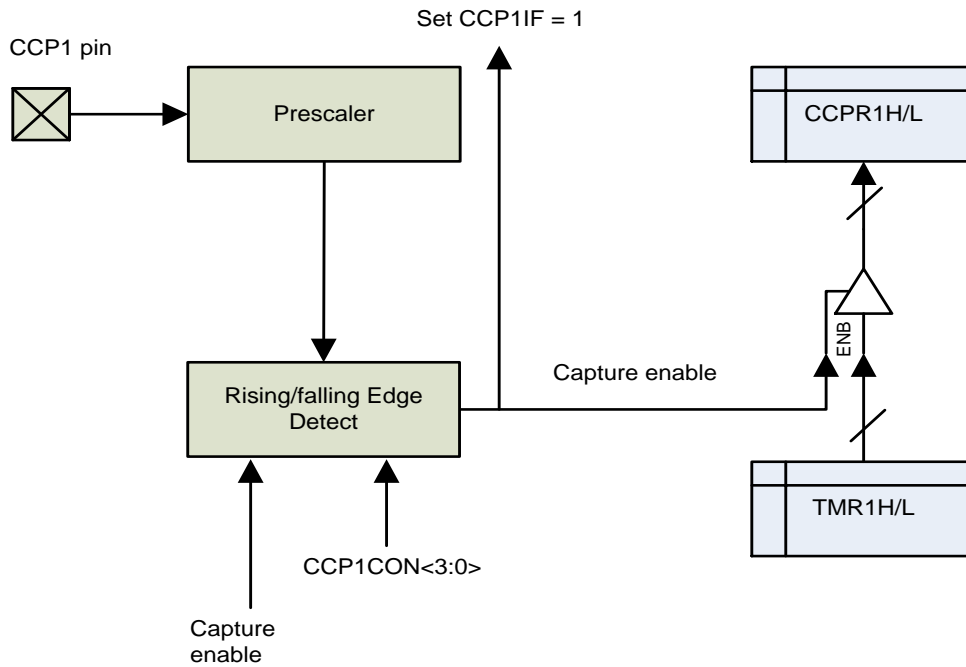 Set CCP1IF = 1
CCP1 pin
Prescaler
CCPR1H/L
Rising/falling Edge
Detect
Capture enable
ENB
TMR1H/L
CCP1CON<3:0>
Capture
enable